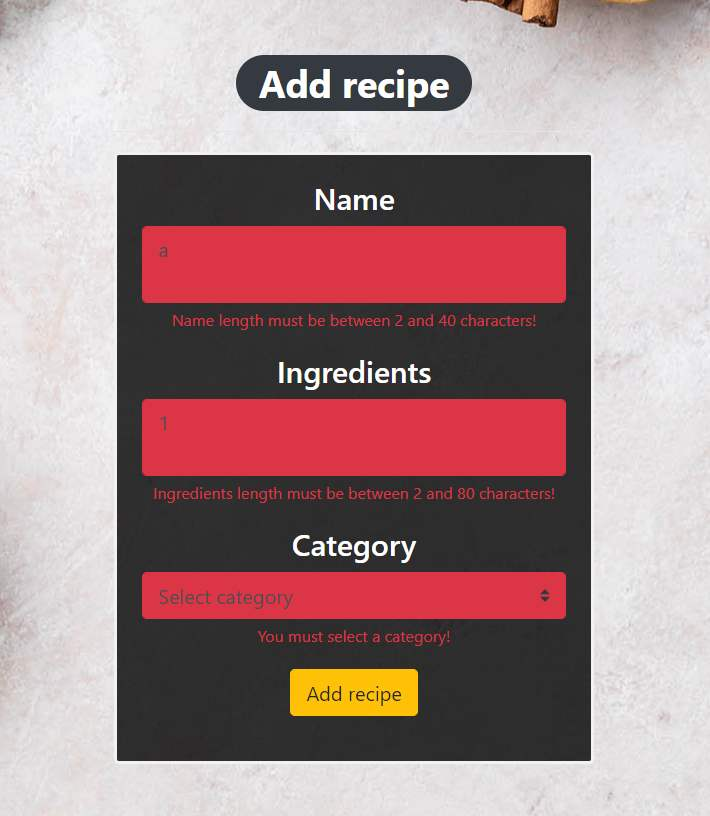 Add recipe
Name
a
Name length must be between 2 and 40 characters!
Ingredients
1
Ingredients length must be between 2 and 80 characters!
Category
Select category
You must select a category!
Add recipe